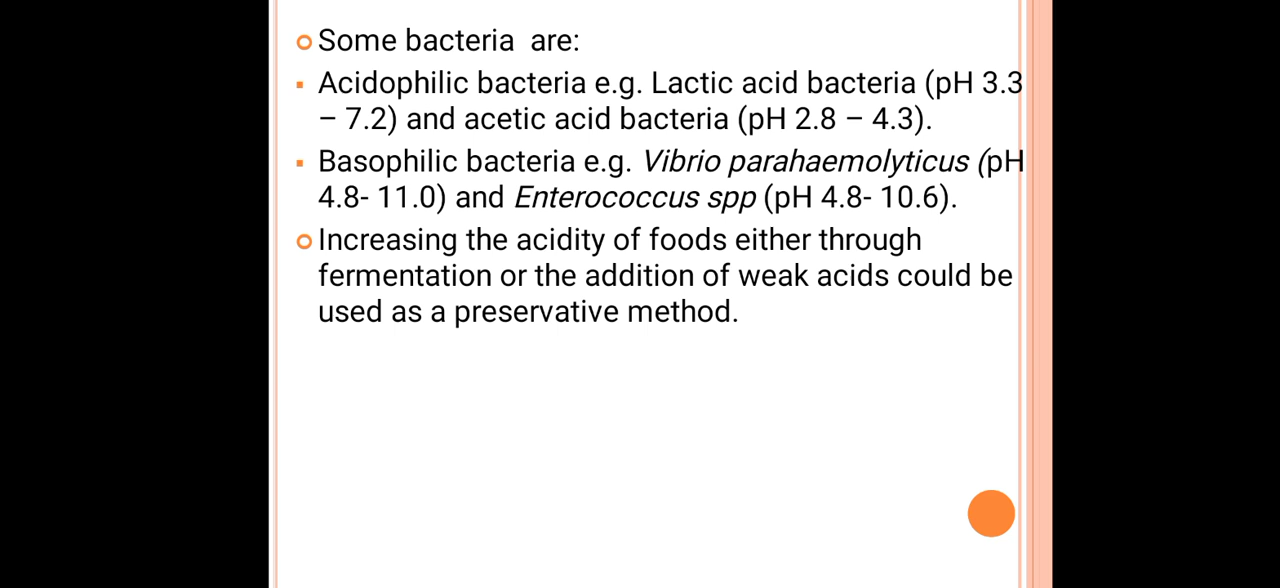 Some bacteria  are:
Acidophilic bacteria e.g. Lactic acid bacteria (pH 3.3
– 7.2) and acetic acid bacteria (pH 2.8 – 4.3).
Basophilic bacteria e.g. Vibrio parahaemolyticus (pH
4.8- 11.0) and Enterococcus spp (pH 4.8- 10.6).
Increasing the acidity of foods either through
fermentation or the addition of weak acids could be
used as a preservative method.